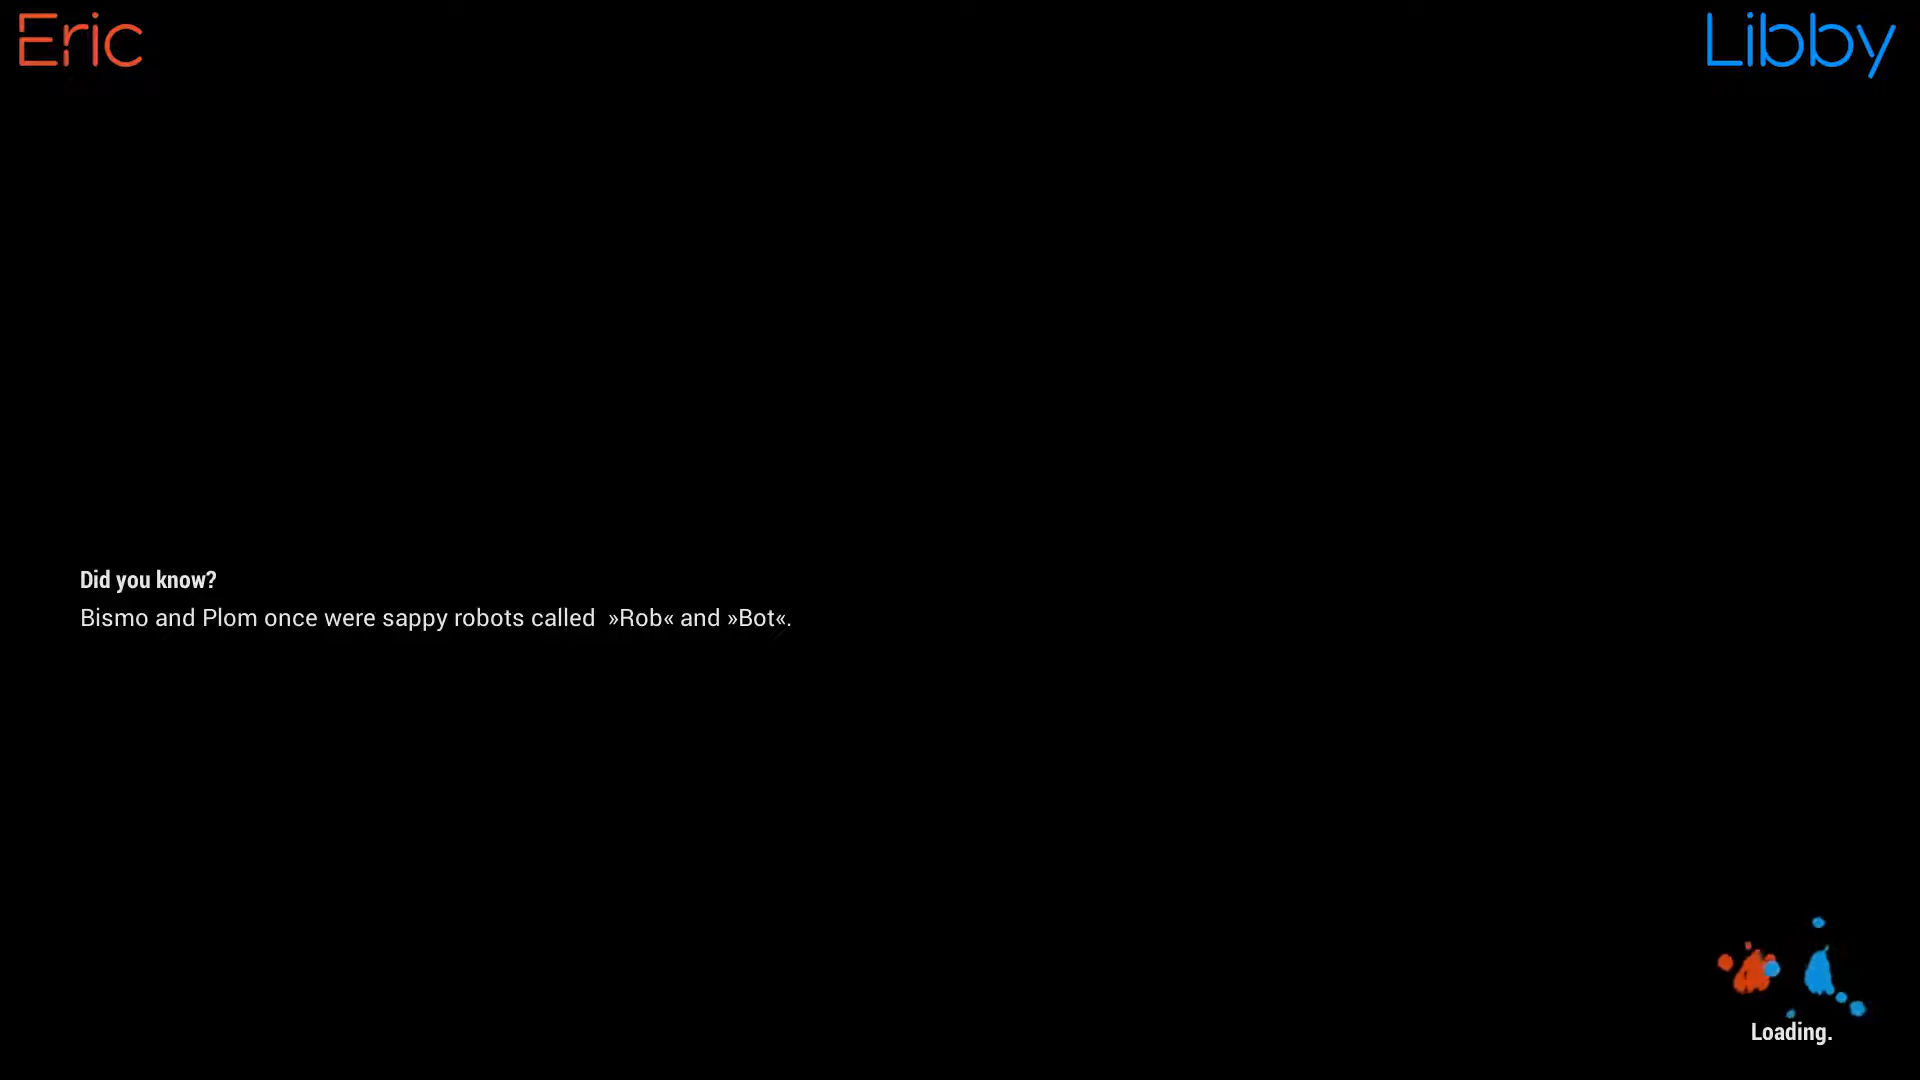 Eric
Libby
Did you know?
Bismo and Plom once were sappy robots called  »Rob« and »Bot«.
Loading.